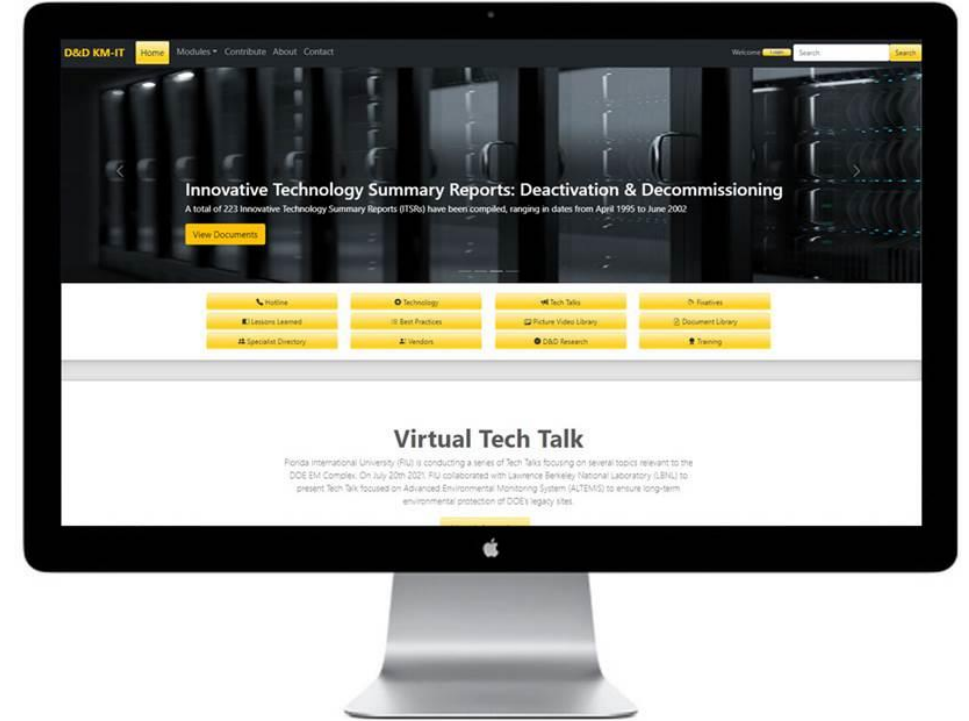 D&D KM-IT Home Modules Contribute About Contact Welcome Login Search Search
Innovative Technology Summary Reports: Deactivation & Decommissioning
A total of 223 Innovative Technology Summary Reports (ITSRs) have been compiled, ranging in dates from April 1995 to June 2002
View Documents
Hotline Technology Tech Talks Fixatives
Lessons Learned Best Practices Picture Video Library Document Library
Specialist Directory Vendors D&D Research Training
Virtual Tech Talk
Florida International University (FIU) is conducting a series of Tech Talks focusing on several topics relevant to the
DOE EM Complex. On July 20th 2021, FIU collaborated with Lawrence Berkeley National Laboratory (LBNL) to
present Tech Talk focused on Advanced Environmental Monitoring System (ALTEMIS) to ensure long-term
environmental protection of DOE's legacy sites.